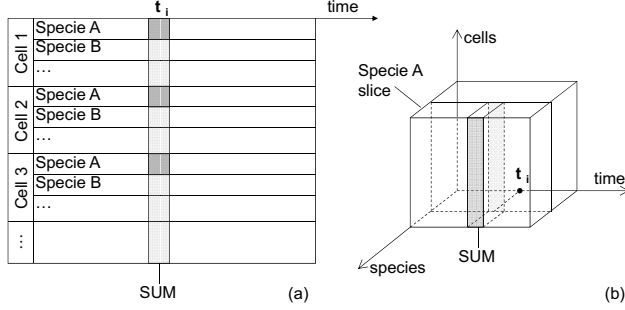 t i
time
Cell 1
Specie A
Specie B
...
Cell 2
Specie A
Specie B
...
Cell 3
Specie A
Specie B
...
...
SUM
(a)
cells
Specie A
slice
t i
time
species
SUM
(b)